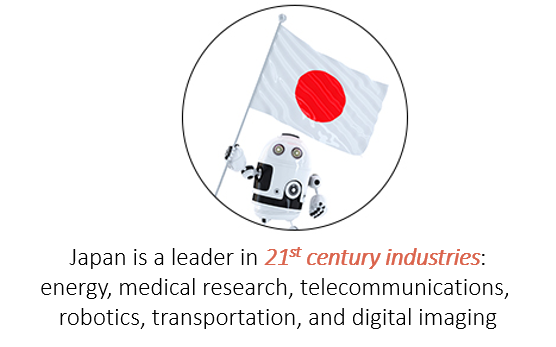 Japan is a leader in 21st century industries:
energy, medical research, telecommunications,
robotics, transportation, and digital imaging